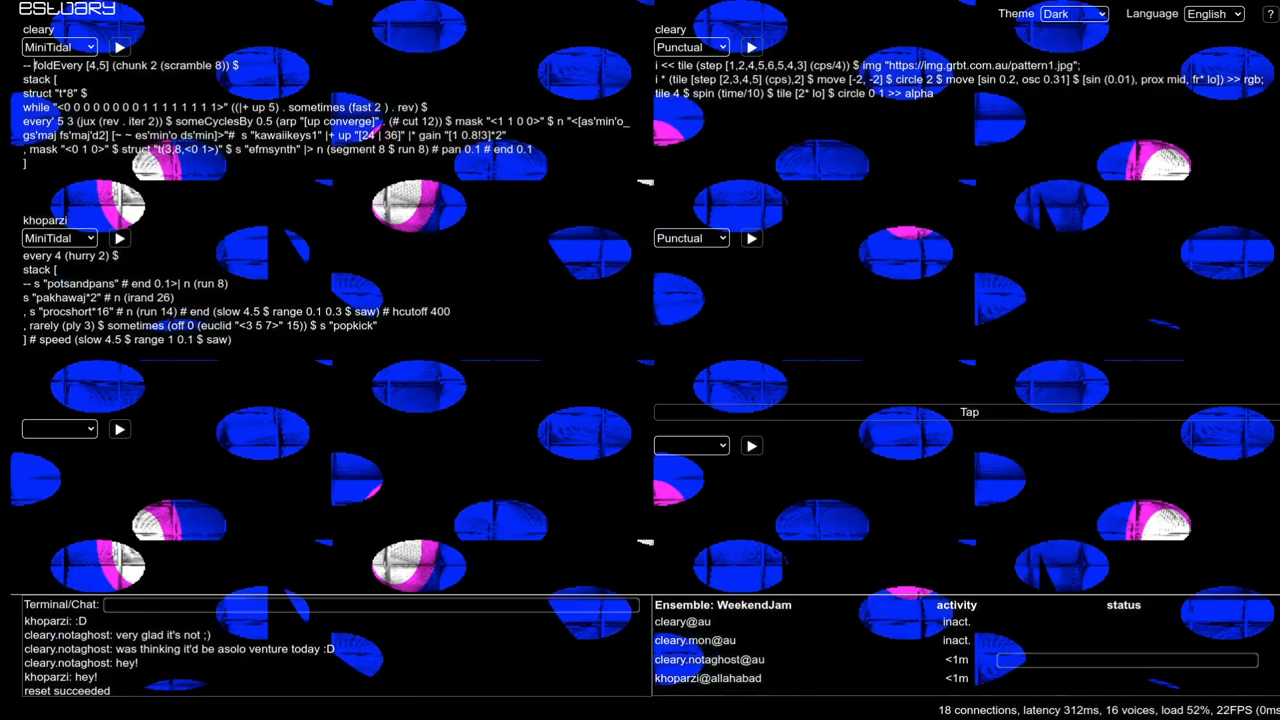 estuary
Theme Dark Language English ?
cleary
MiniTidal
-- foldEvery [4,5] (chunk 2 (scramble 8)) $
stack [
struct "t*8" $
while "<0 0 0 0 0 0 0 0 1 1 1 1 1 1 1 1>" ((|+ up 5) . sometimes (fast 2 ) . rev) $
every' 5 3 (jux (rev . iter 2)) $ someCyclesBy 0.5 (arp "[up converge]" . (# cut 12)) $ mask "<1 1 0 0>" $ n "<[as'min'o_
gs'maj fs'maj'd2] [~ ~ es'min'o ds'min]>"# s "kawaiikeys1" |+ up "[24 | 36]" |* gain "[1 0.8!3]*2"
, mask "<0 1 0>" $ struct "t(3,8,<0 1>)" $ s "efmsynth" |> n (segment 8 $ run 8) # pan 0.1 # end 0.1
]
cleary
Punctual
i << tile (step [1,2,4,5,6,5,4,3] (cps/4)) $ img "https://img.grbt.com.au/pattern1.jpg";
i * (tile [step [2,3,4,5] (cps),2] $ move [-2, -2] $ circle 2 $ move [sin 0.2, osc 0.31] $ [sin (0.01), prox mid, fr* lo]) >> rgb;
tile 4 $ spin (time/10) $ tile [2* lo] $ circle 0 1 >> alpha
khoparzi
MiniTidal
every 4 (hurry 2) $
stack [
-- s "potsandpans" # end 0.1>| n (run 8)
s "pakhawaj*2" # n (irand 26)
, s "procshort*16" # n (run 14) # end (slow 4.5 $ range 0.1 0.3 $ saw) # hcutoff 400
, rarely (ply 3) $ sometimes (off 0 (euclid "<3 5 7>" 15)) $ s "popkick"
] # speed (slow 4.5 $ range 1 0.1 $ saw)
Punctual
Tap
Terminal/Chat:
khoparzi: :D
cleary.notaghost: very glad it's not ;)
cleary.notaghost: was thinking it'd be asolo venture today :D
cleary.notaghost: hey!
khoparzi: hey!
reset succeeded
Ensemble: WeekendJam activity status
cleary@au inact.
cleary.mon@au inact.
cleary.notaghost@au <1m
khoparzi@allahabad <1m
18 connections, latency 312ms, 16 voices, load 52%, 22FPS (0ms